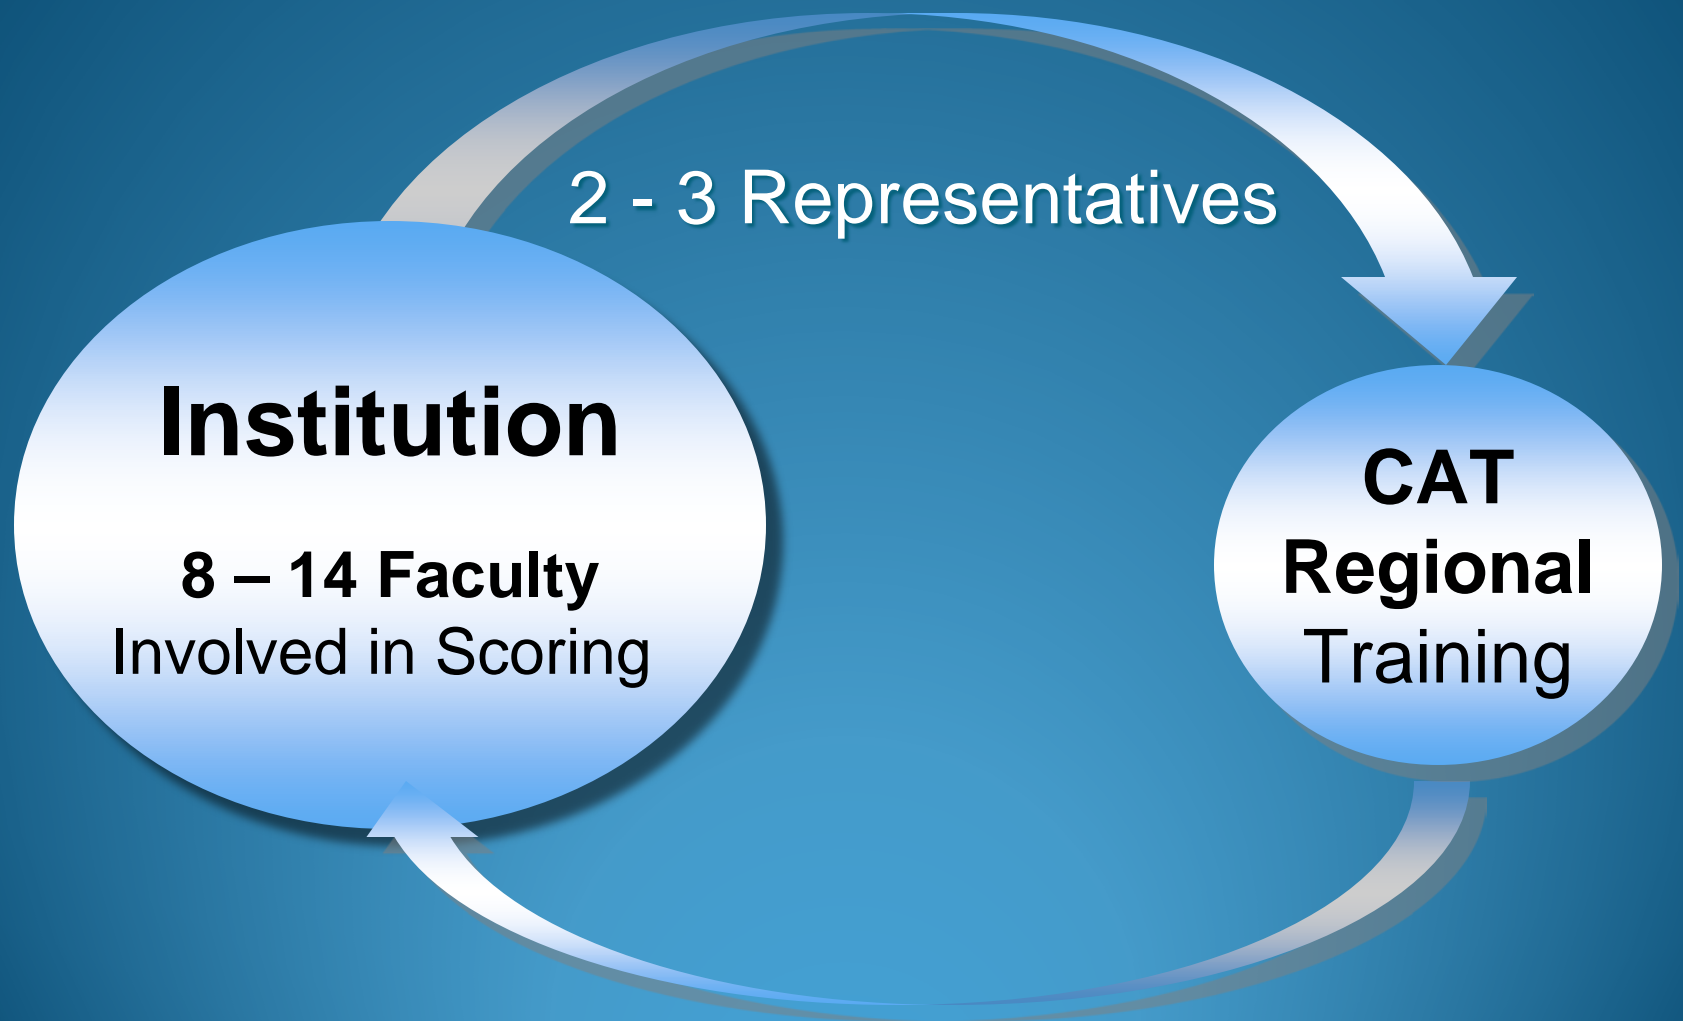 2 - 3 Representatives
Institution
8 – 14 Faculty
Involved in Scoring
CAT
Regional
Training